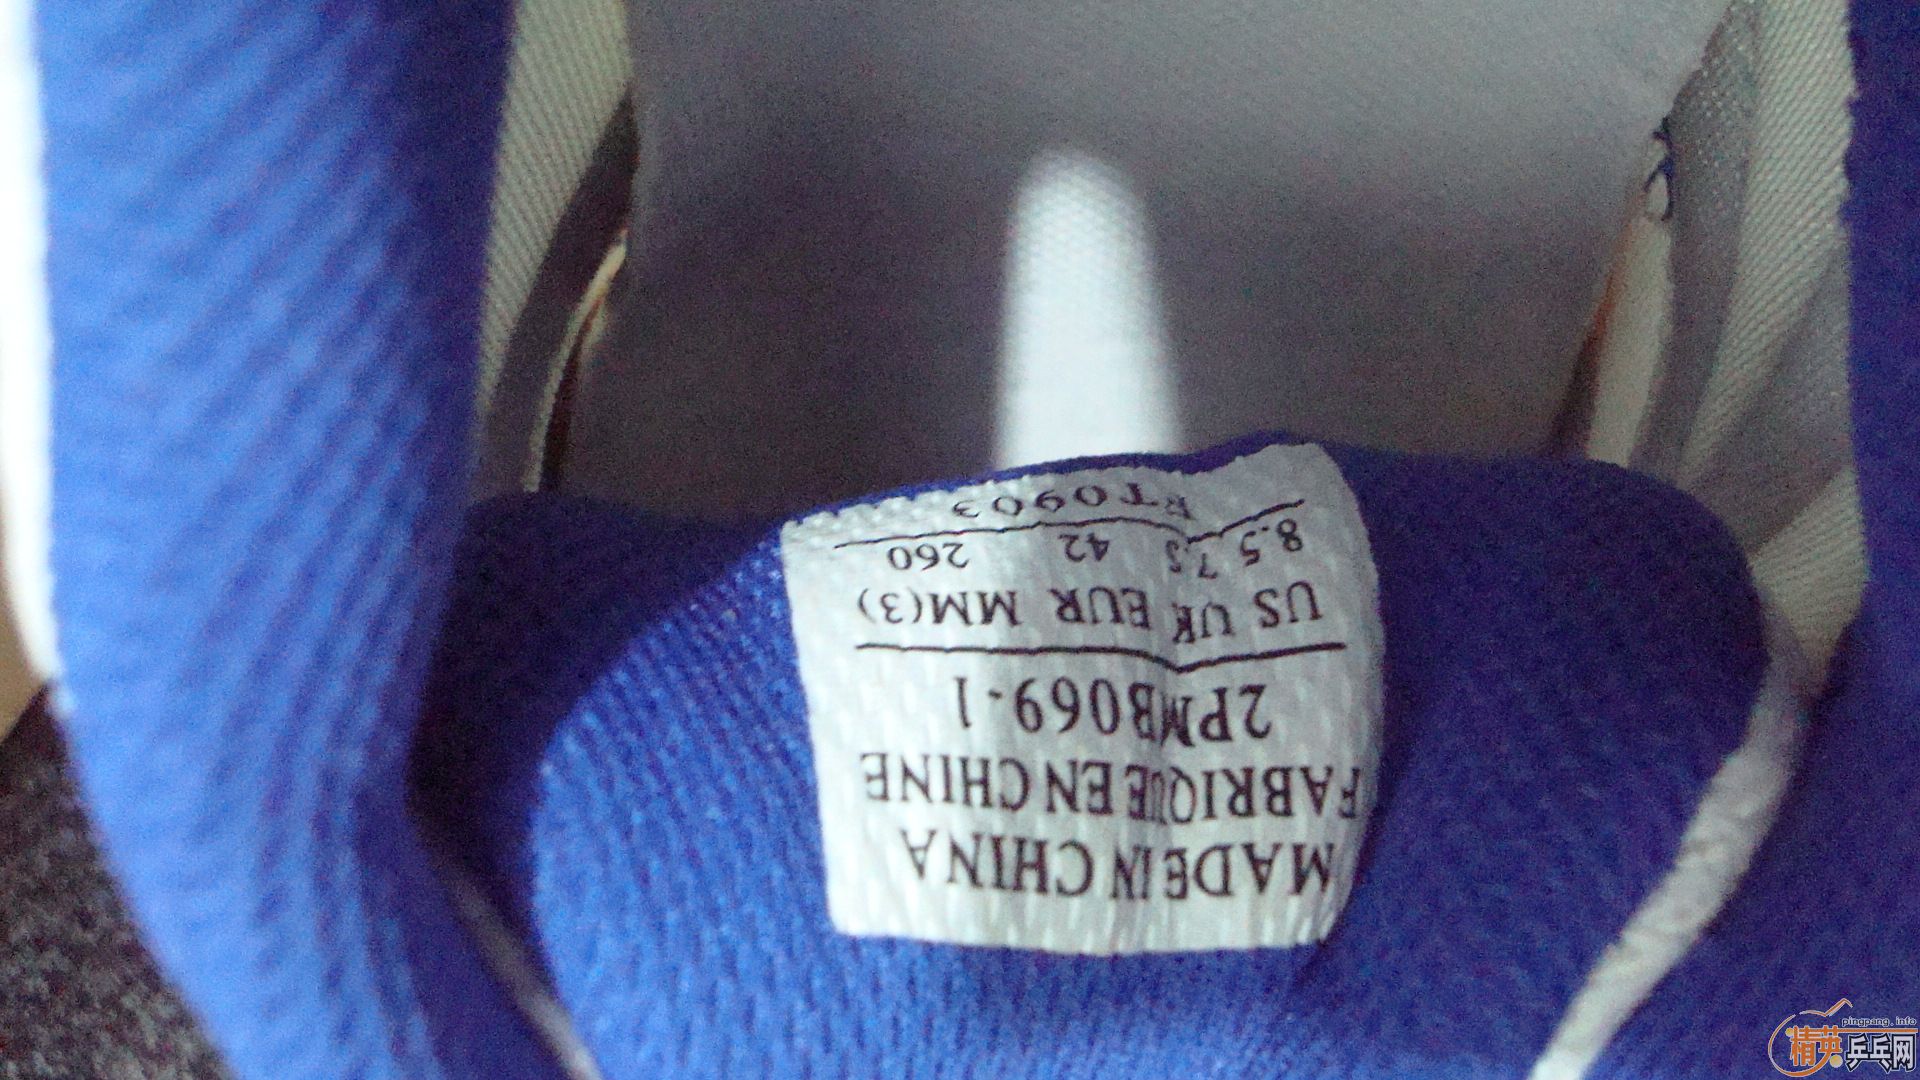 MADE IN CHINA
FABRIQUE EN CHINE
2PMB069-1
US UK EUR MM(3)
8.5 7.5 42 260
RT0903
pingpang.info
精英乒乓网